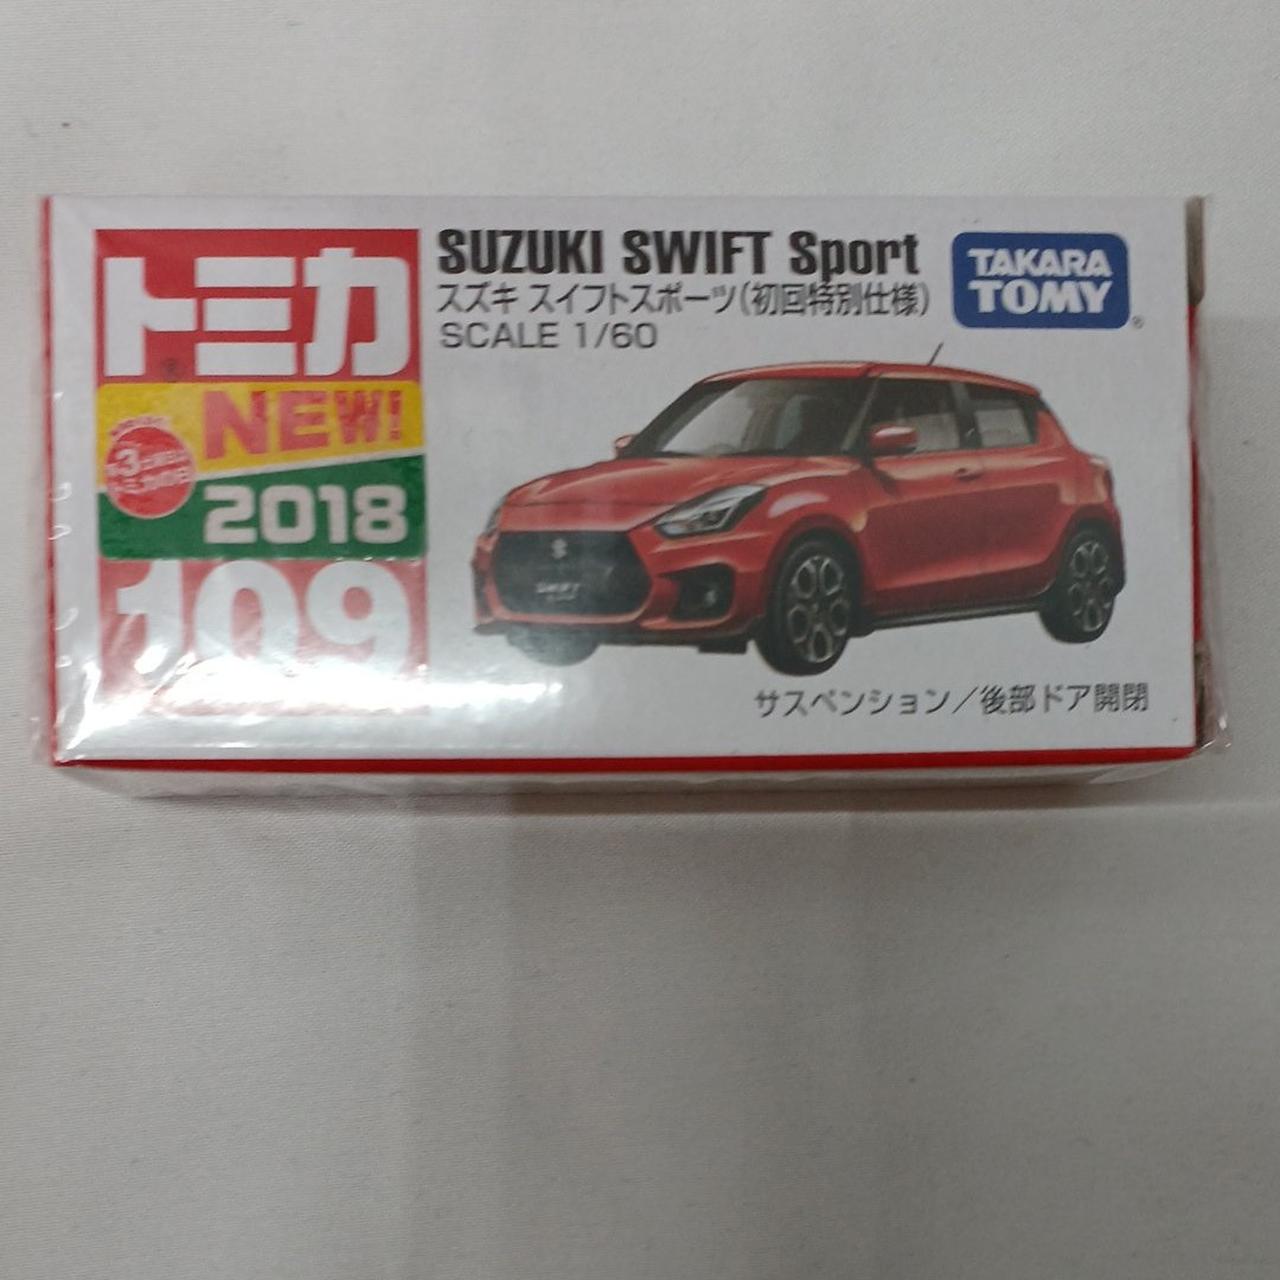 トミカ
NEW!
2018
109
SUZUKI SWIFT Sport
スズキ スイフトスポーツ(初回特別仕様)
SCALE 1/60
TAKARA
TOMY
SWIFT
サスペンション/後部ドア開閉